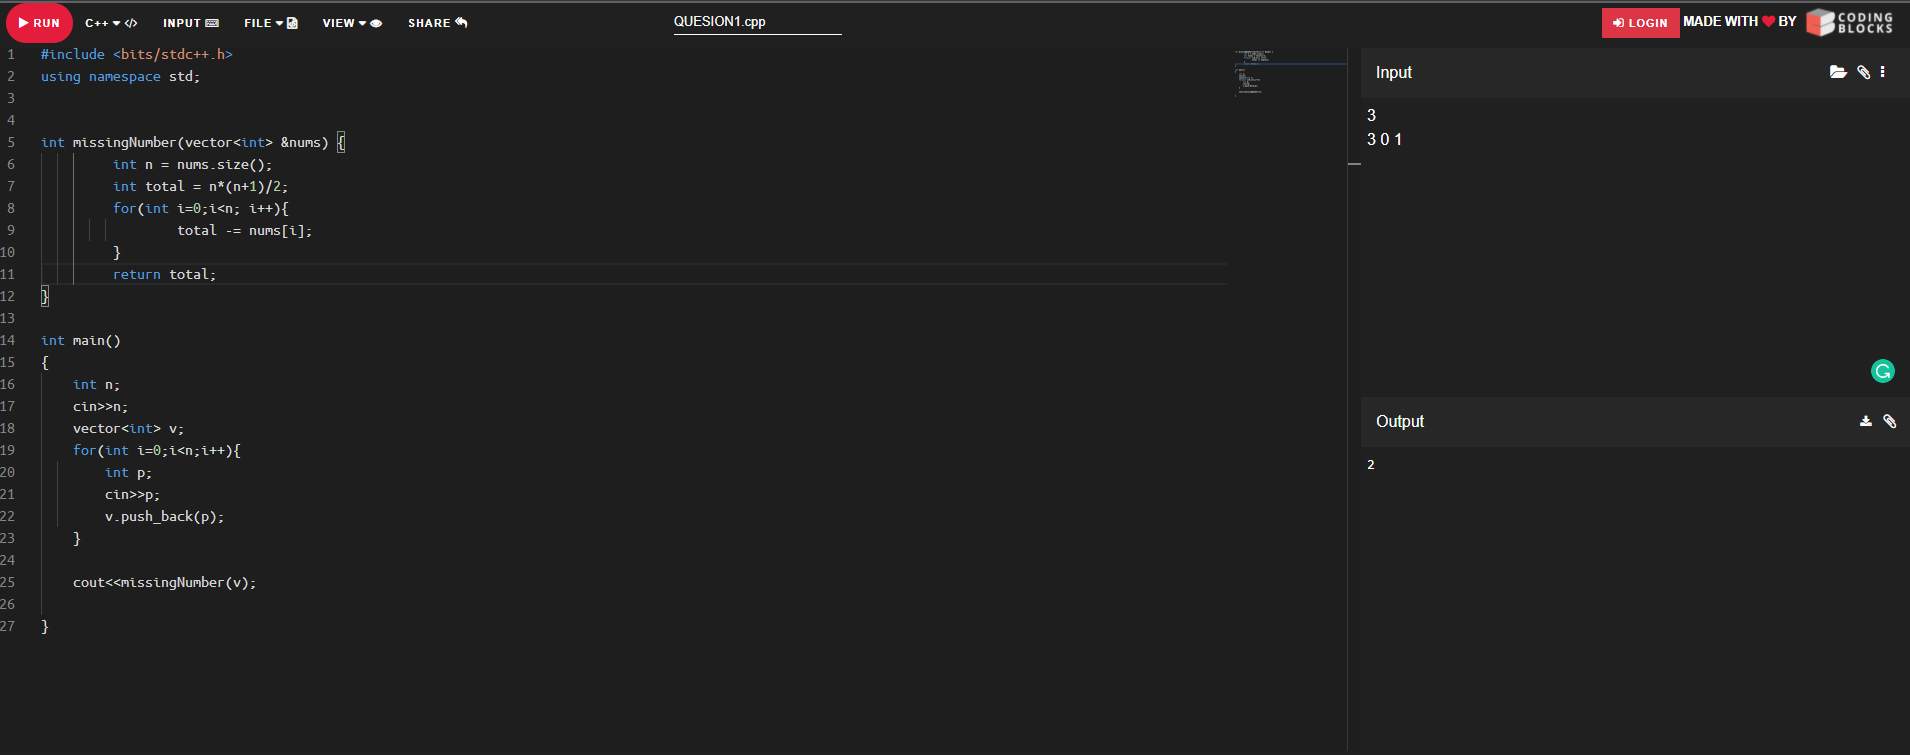 RUN C++ INPUT FILE VIEW SHARE QUESION1.cpp LOGIN MADE WITH BY CODING BLOCKS
1 #include <bits/stdc++.h>
2 using namespace std;
3
4
5 int missingNumber(vector<int> &nums) {
6 int n = nums.size();
7 int total = n*(n+1)/2;
8 for(int i=0;i<n; i++){
9 total -= nums[i];
10 }
11 return total;
12 }
13
14 int main()
15 {
16 int n;
17 cin>>n;
18 vector<int> v;
19 for(int i=0;i<n;i++){
20 int p;
21 cin>>p;
22 v.push_back(p);
23 }
24
25 cout<<missingNumber(v);
26
27 }
Input
3
3 0 1
Output
2